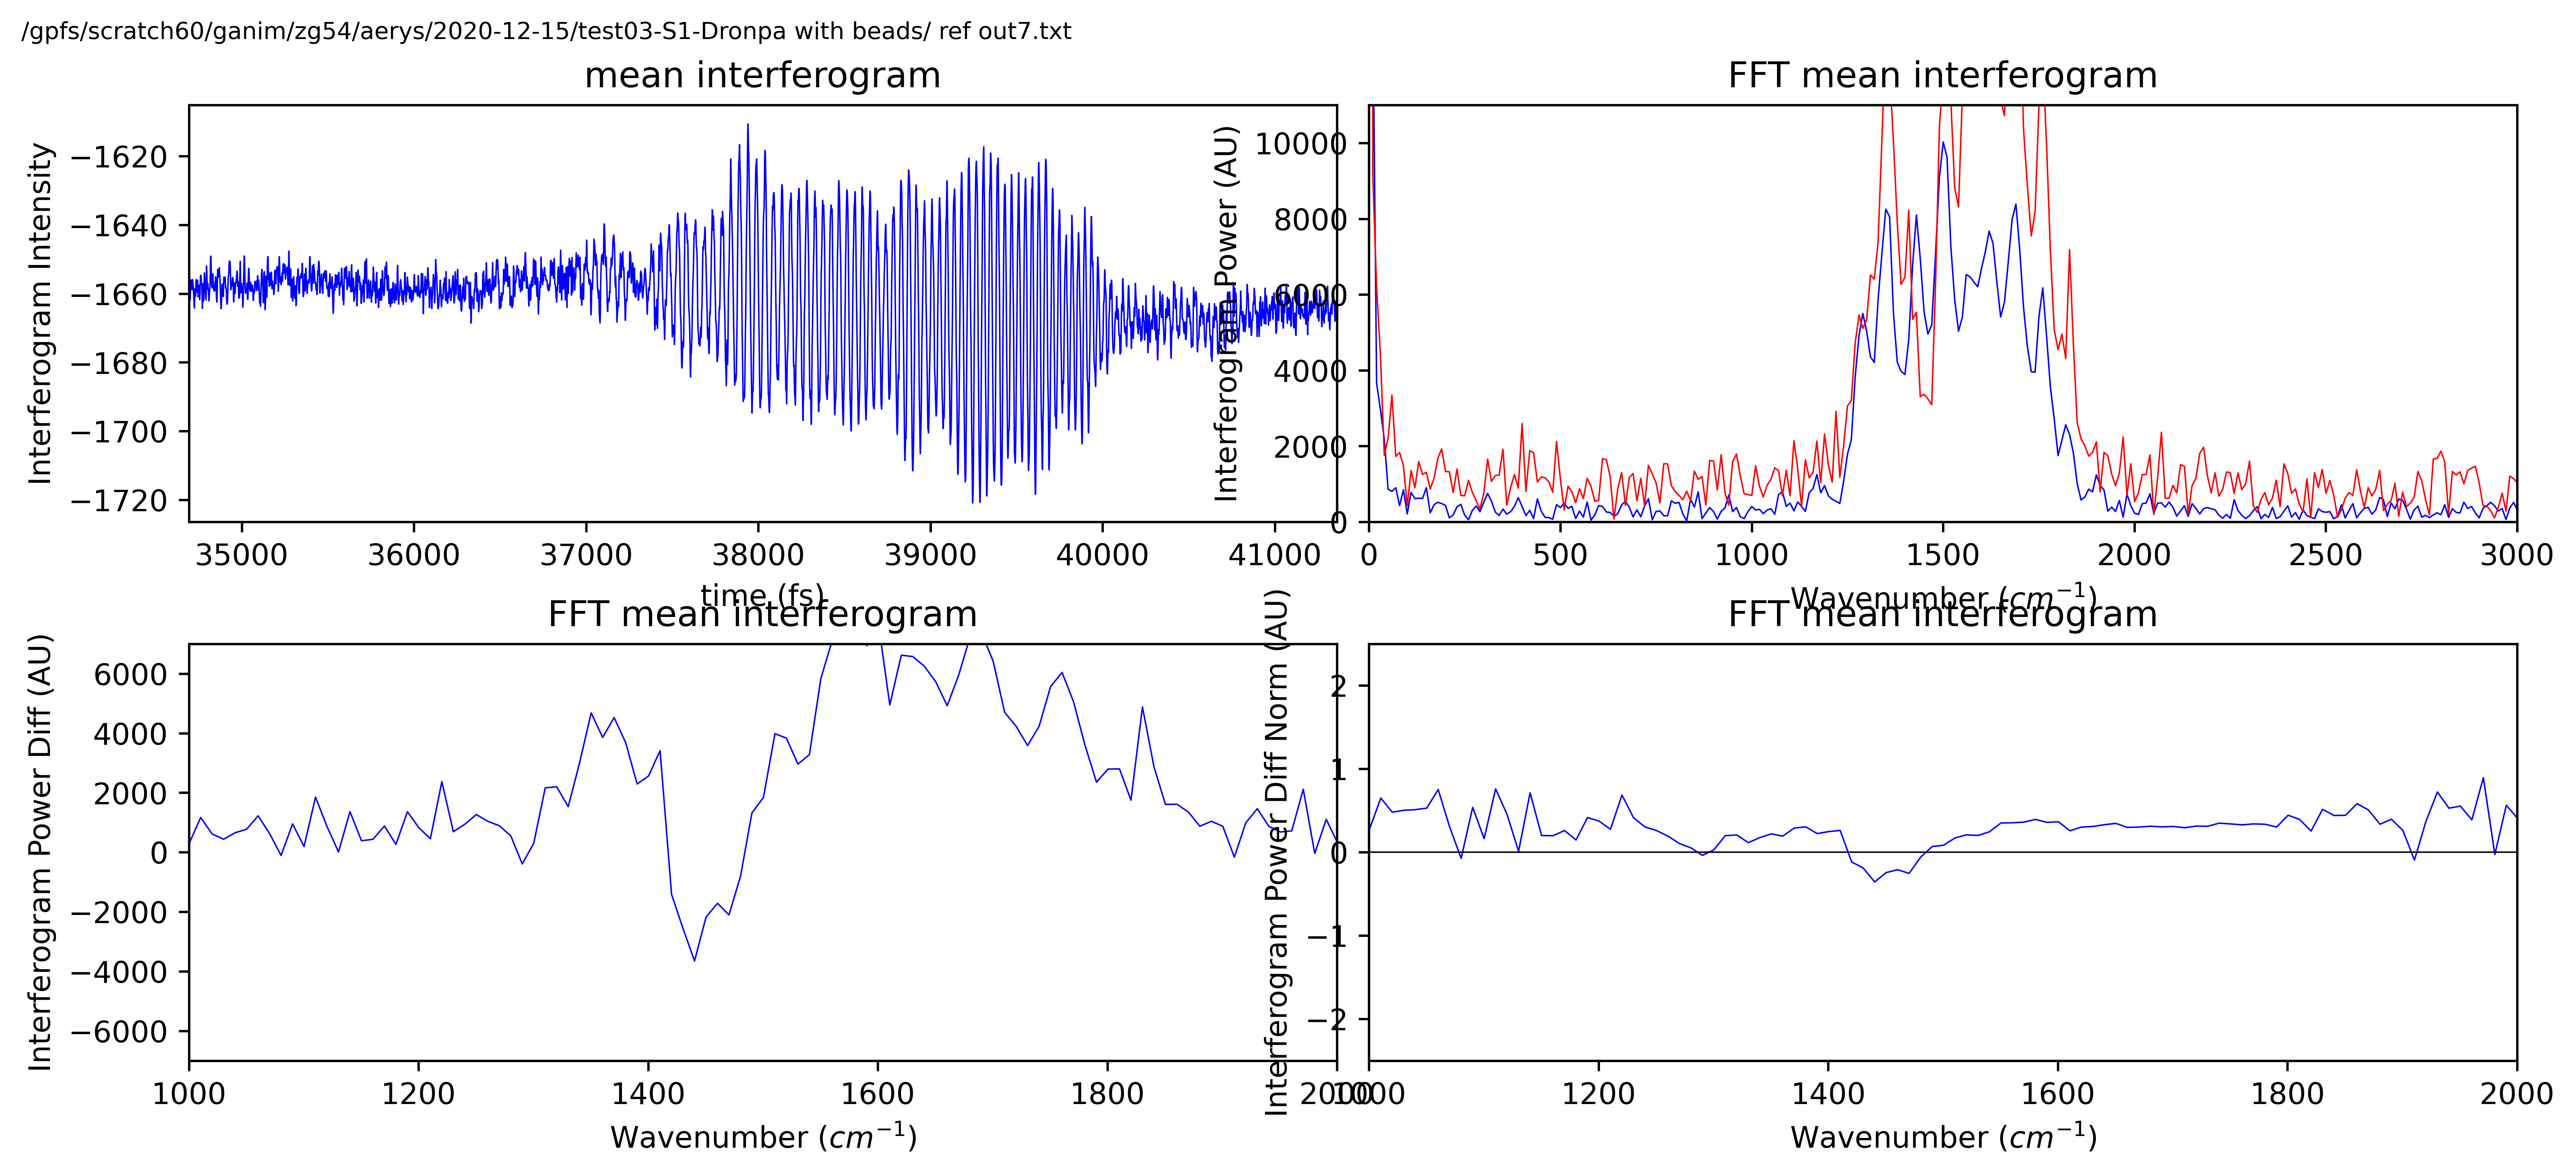 /gpfs/scratch60/ganim/zg54/aerys/2020-12-15/test03-S1-Dronpa with beads/ ref out7.txt
mean interferogram
Interferogram Intensity
−1620
−1640
−1660
−1680
−1700
−1720
35000 36000 37000 38000 39000 40000 41000
time (fs)
FFT mean interferogram
Interferogram Power (AU)
10000
8000
6000
4000
2000
0
0 500 1000 1500 2000 2500 3000
Wavenumber (cm⁻¹)
FFT mean interferogram
Interferogram Power Diff (AU)
6000
4000
2000
0
−2000
−4000
−6000
1000 1200 1400 1600 1800 2000
Wavenumber (cm⁻¹)
FFT mean interferogram
Interferogram Power Diff Norm (AU)
2
1
0
−1
−2
1000 1200 1400 1600 1800 2000
Wavenumber (cm⁻¹)